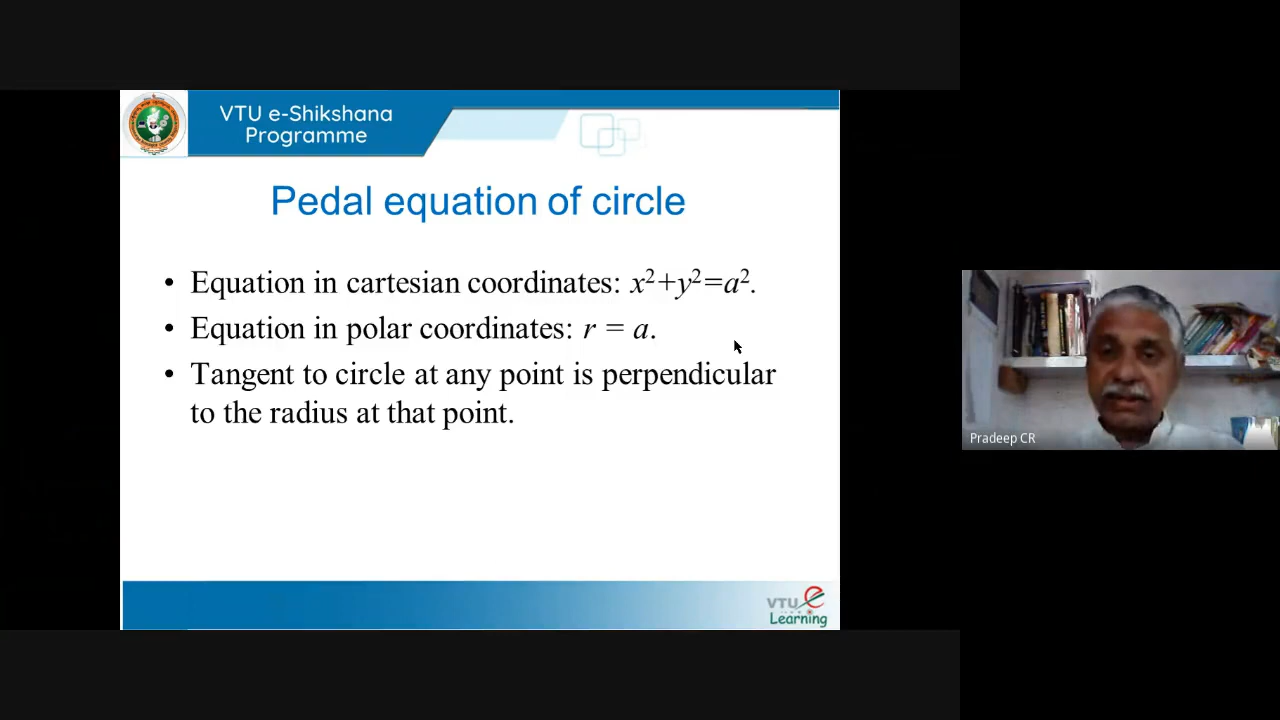 VTU e-Shikshana
Programme
Pedal equation of circle
• Equation in cartesian coordinates: x²+y²=a².
• Equation in polar coordinates: r = a.
• Tangent to circle at any point is perpendicular
to the radius at that point.
Pradeep CR
VTU e
Learning